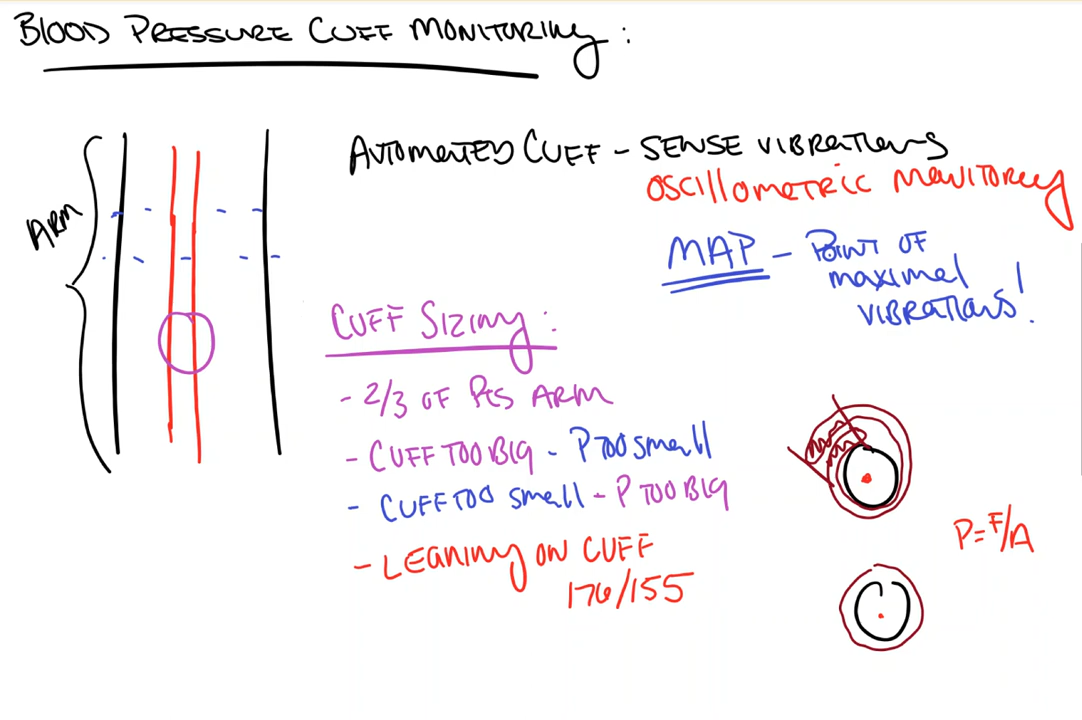 BLOOD PRESSURE CUFF MONITORING:
ARM
AUTOMATED CUFF - SENSE VIBRATIONS
OSCILLOMETRIC MONITORING
MAP - POINT OF
MAXIMAL
VIBRATIONS!
CUFF SIZING:
- 2/3 OF PTS ARM
- CUFF TOO BIG - P TOO SMALL
- CUFF TOO SMALL - P TOO BIG
- LEANING ON CUFF
176/155
P=F/A